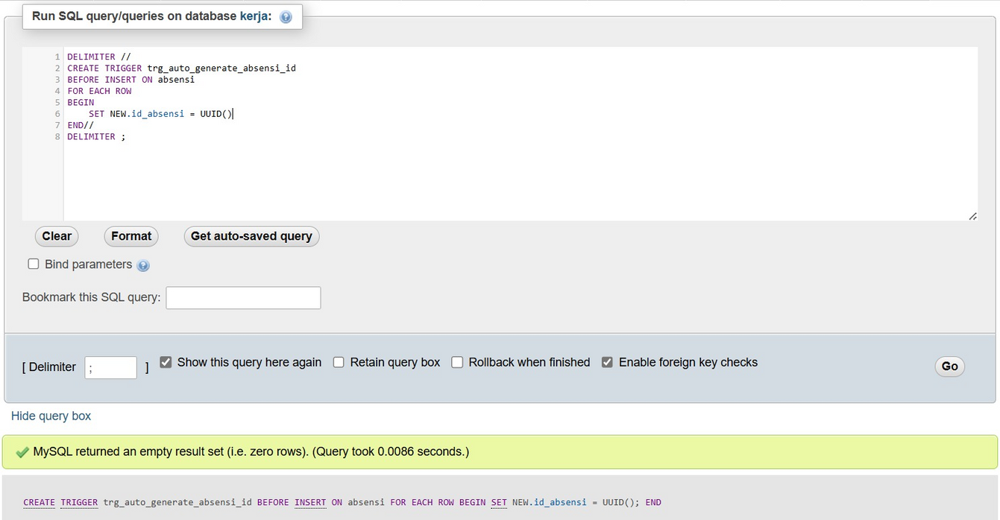 Run SQL query/queries on database kerja:
1 DELIMITER //
2 CREATE TRIGGER trg_auto_generate_absensi_id
3 BEFORE INSERT ON absensi
4 FOR EACH ROW
5 BEGIN
6     SET NEW.id_absensi = UUID()
7 END//
8 DELIMITER ;
Clear Format Get auto-saved query
Bind parameters
Bookmark this SQL query:
[ Delimiter ; ] Show this query here again Retain query box Rollback when finished Enable foreign key checks Go
Hide query box
MySQL returned an empty result set (i.e. zero rows). (Query took 0.0086 seconds.)
CREATE TRIGGER trg_auto_generate_absensi_id BEFORE INSERT ON absensi FOR EACH ROW BEGIN SET NEW.id_absensi = UUID(); END